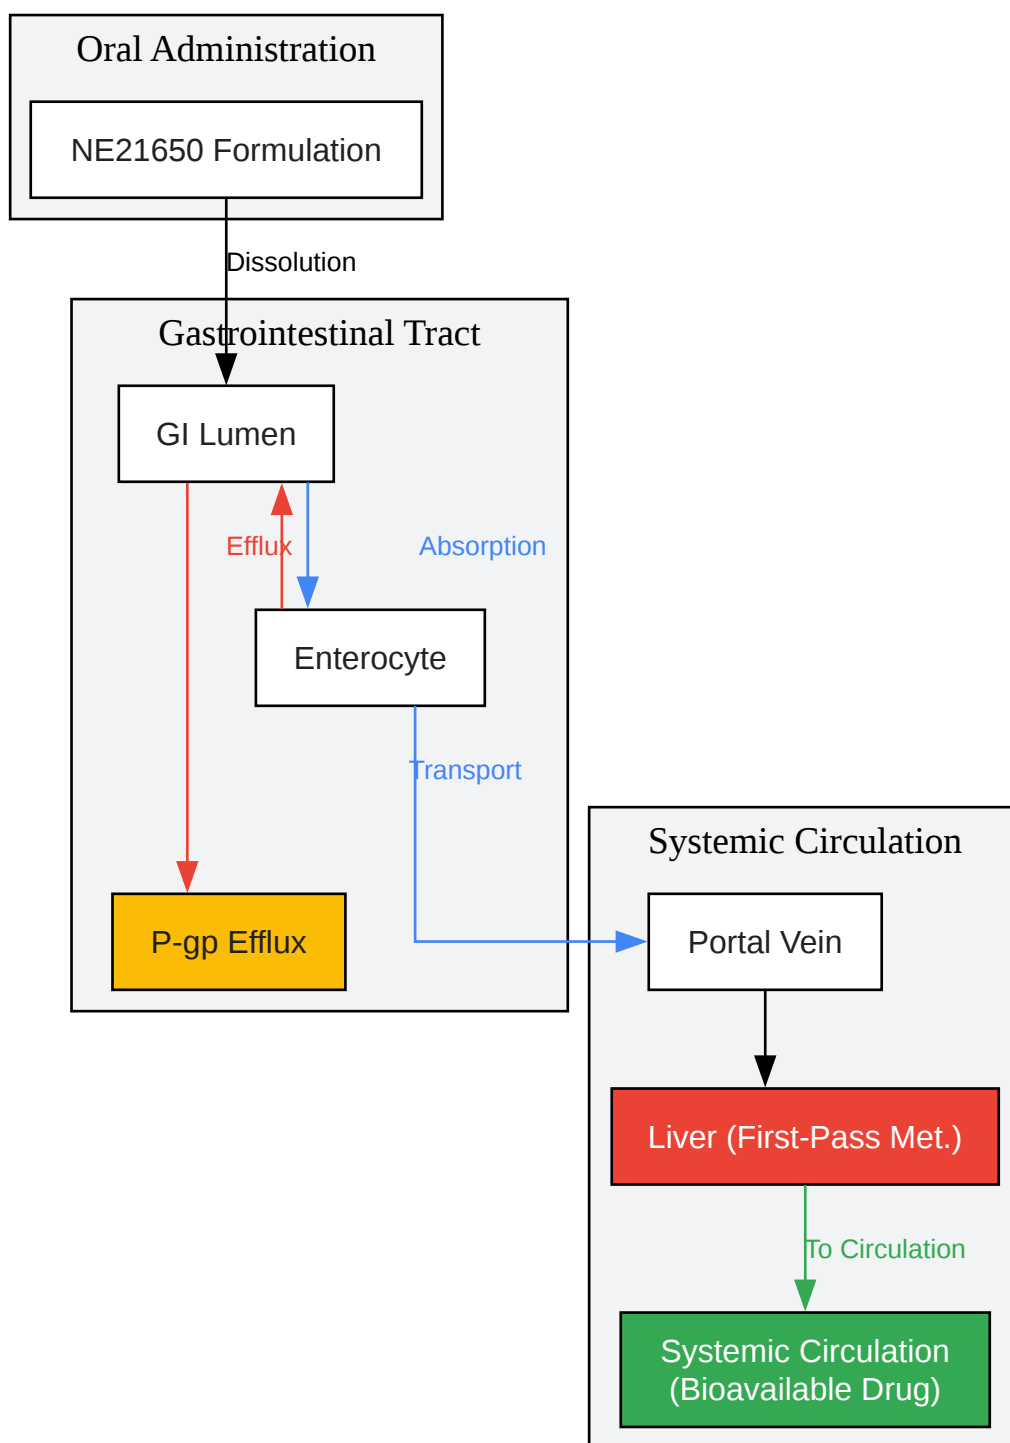 Oral Administration
NE21650 Formulation
Dissolution
Gastrointestinal Tract
GI Lumen
Efflux
Absorption
Enterocyte
Transport
Systemic Circulation
P-gp Efflux
Portal Vein
Liver (First-Pass Met.)
To Circulation
Systemic Circulation
(Bioavailable Drug)